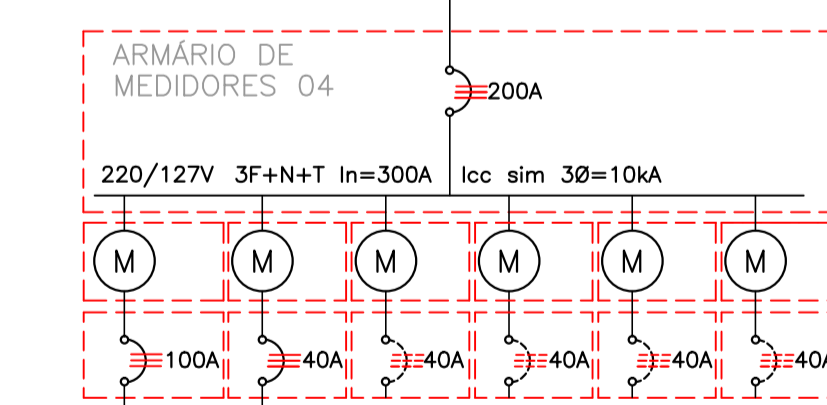 ARMÁRIO DE
MEDIDORES 04
200A
220/127V 3F+N+T In=300A Icc sim 3Ø=10kA
M M M M M M
100A 40A 40A 40A 40A 40A